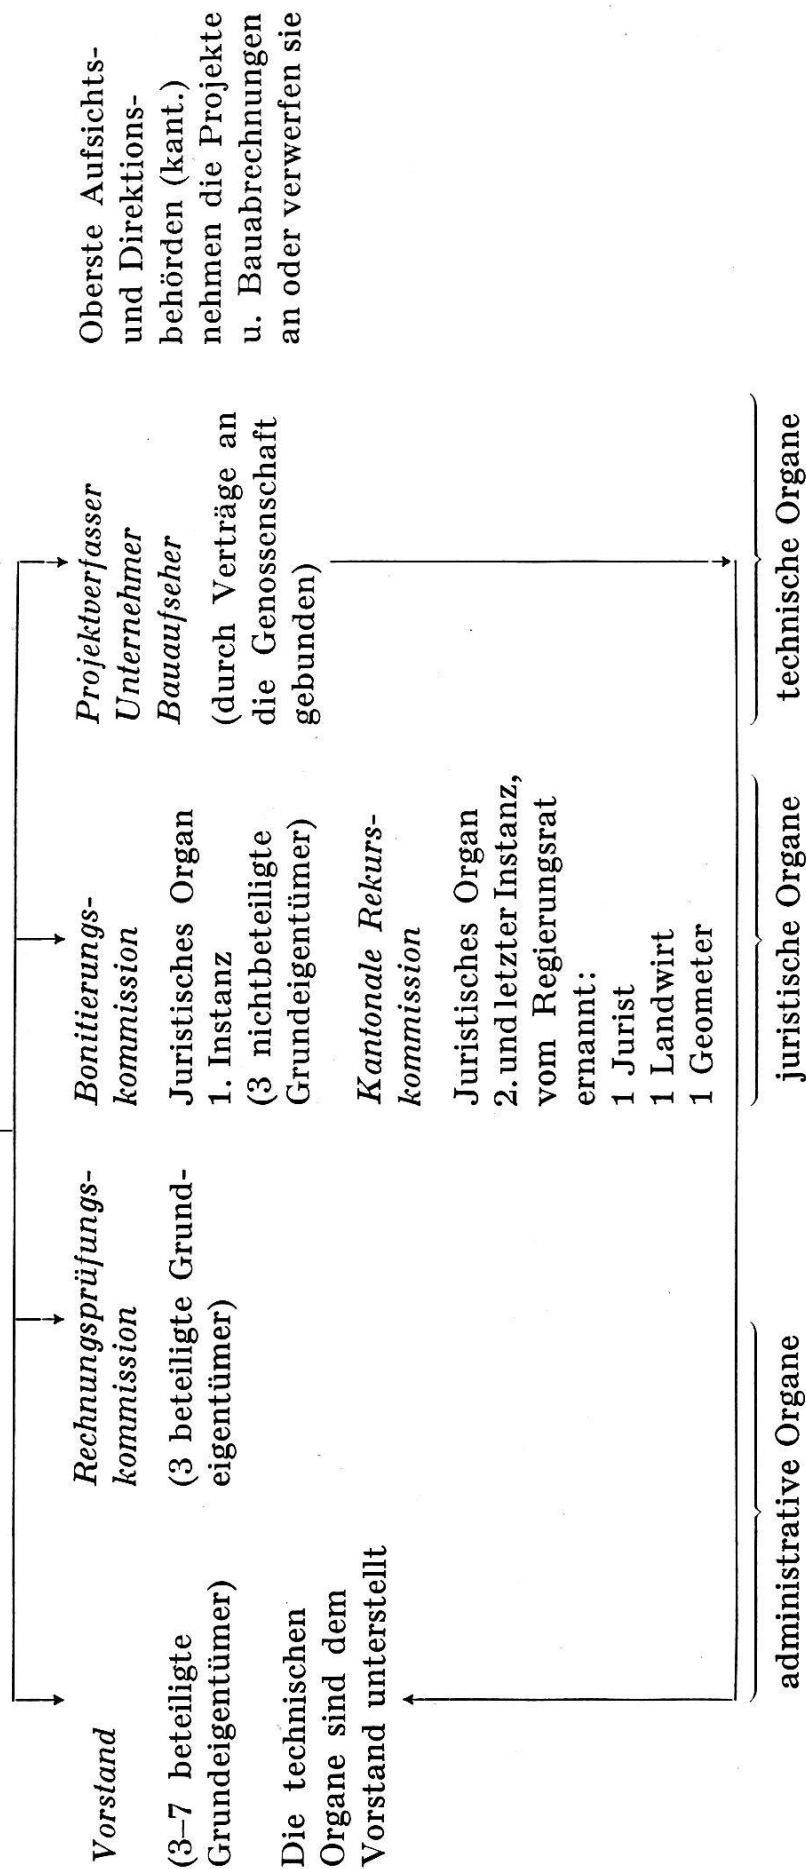 Vorstand
(3–7 beteiligte
Grundeigentümer)
Die technischen
Organe sind dem
Vorstand unterstellt
Rechnungsprüfungs-
kommission
(3 beteiligte Grund-
eigentümer)
administrative Organe
Bonitierungs-
kommission
Juristisches Organ
1. Instanz
(3 nichtbeteiligte
Grundeigentümer)
Kantonale Rekurs-
kommission
Juristisches Organ
2. und letzter Instanz,
vom Regierungsrat
ernannt:
1 Jurist
1 Landwirt
1 Geometer
juristische Organe
Projektverfasser
Unternehmer
Bauaufseher
(durch Verträge an
die Genossenschaft
gebunden)
technische Organe
Oberste Aufsichts-
und Direktions-
behörden (kant.)
nehmen die Projekte
u. Bauabrechnungen
an oder verwerfen sie